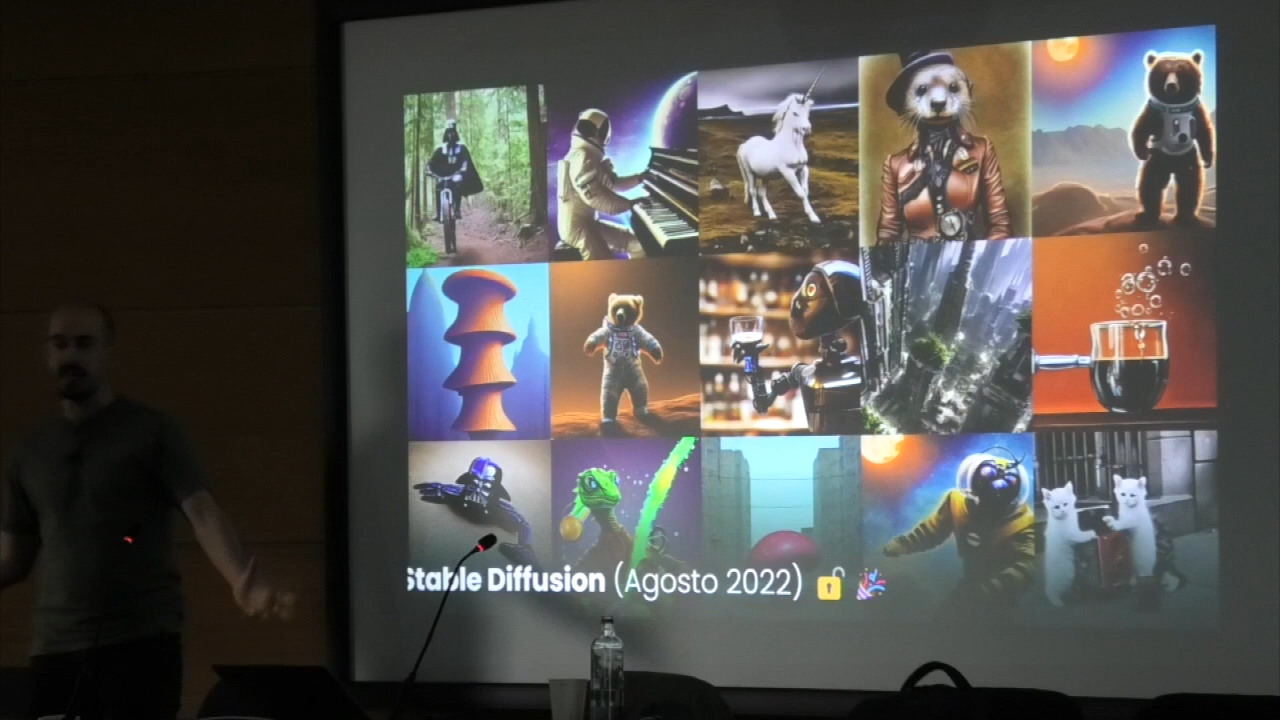 Stable Diffusion (Agosto 2022) 🔓 🎉